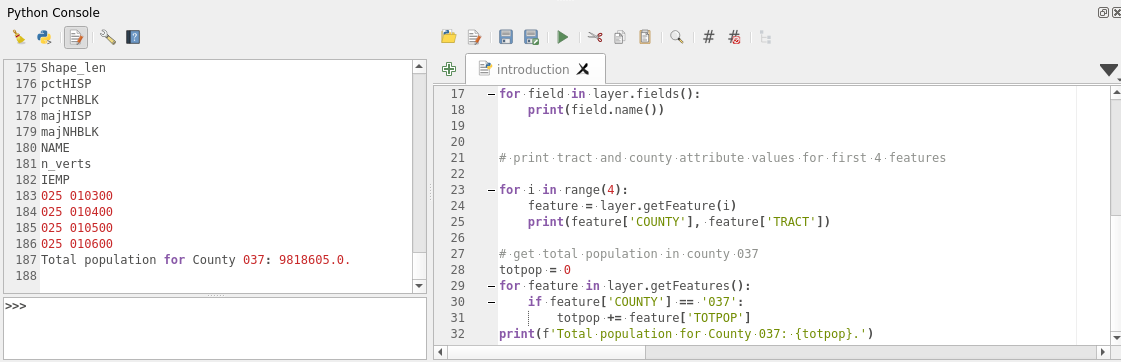 Python Console
175 Shape_len
176 pctHISP
177 pctNHBLK
178 majHISP
179 majNHBLK
180 NAME
181 n_verts
182 IEMP
183 025 010300
184 025 010400
185 025 010500
186 025 010600
187 Total population for County 037: 9818605.0.
188
>>>
introduction
17 for field in layer.fields():
18     print(field.name())
19
20
21 # print tract and county attribute values for first 4 features
22
23 for i in range(4):
24     feature = layer.getFeature(i)
25     print(feature['COUNTY'], feature['TRACT'])
26
27 # get total population in county 037
28 totpop = 0
29 for feature in layer.getFeatures():
30     if feature['COUNTY'] == '037':
31         totpop += feature['TOTPOP']
32 print(f'Total population for County 037: {totpop}.')